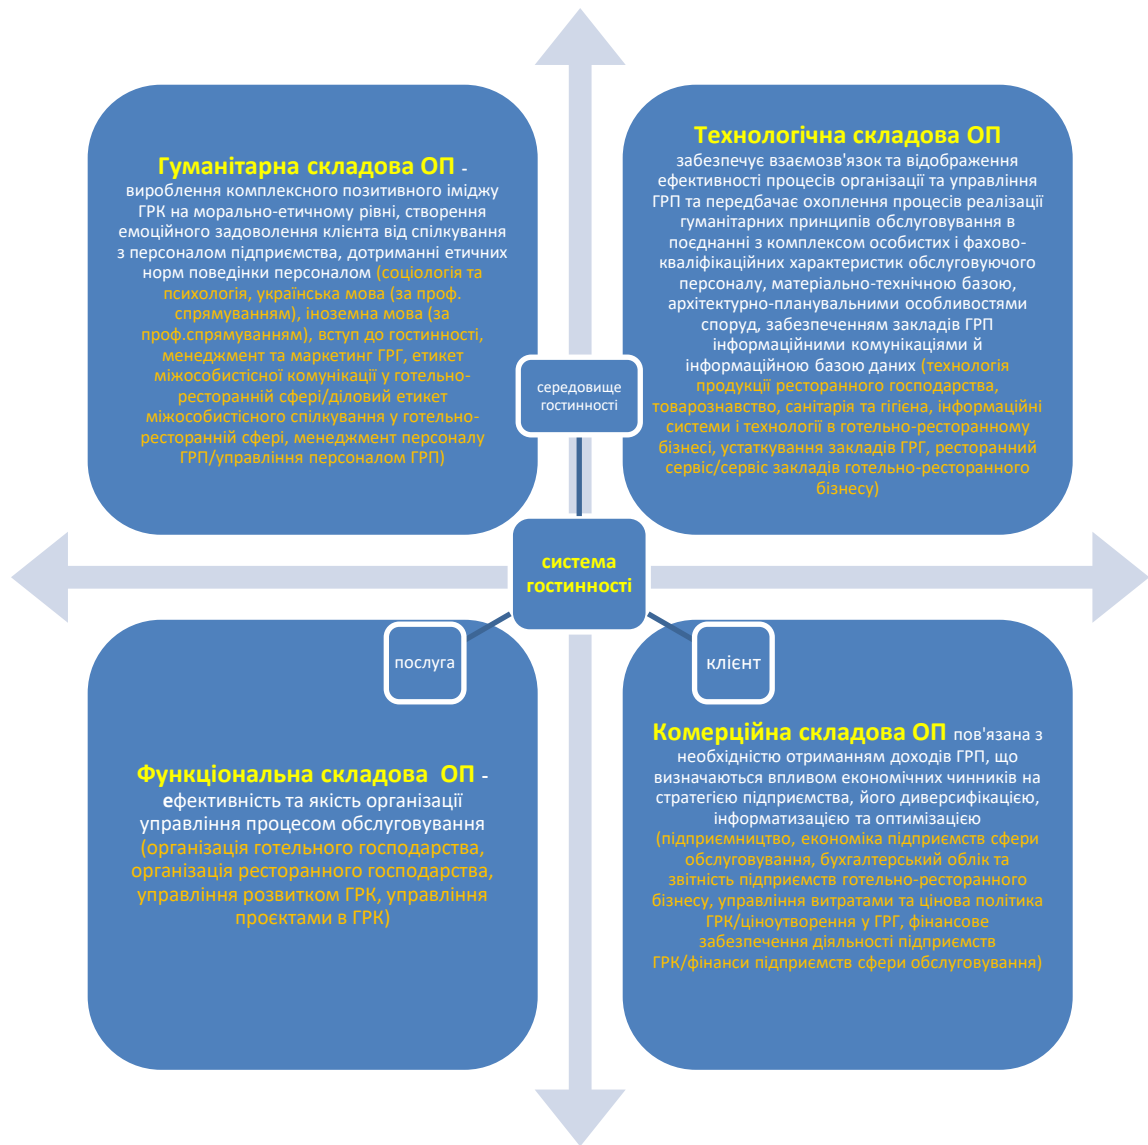 Гуманітарна складова ОП -
вироблення комплексного позитивного іміджу
ГРК на морально-етичному рівні, створення
емоційного задоволення клієнта від спілкування
з персоналом підприємства, дотриманні етичних
норм поведінки персоналом (соціологія та
психологія, українська мова (за проф.
спрямуванням), іноземна мова (за
проф.спрямуванням), вступ до гостинності,
менеджмент та маркетинг ГРГ, етикет
міжособистісної комунікації у готельно-
ресторанній сфері/діловий етикет
міжособистісного спілкування у готельно-
ресторанній сфері, менеджмент персоналу
ГРП/управління персоналом ГРП)
Технологічна складова ОП
забезпечує взаємозв'язок та відображення
ефективності процесів організації та управління
ГРП та передбачає охоплення процесів реалізації
гуманітарних принципів обслуговування в
поєднанні з комплексом особистих і фахово-
кваліфікаційних характеристик обслуговуючого
персоналу, матеріально-технічною базою,
архітектурно-планувальними особливостями
споруд, забезпеченням закладів ГРП
інформаційними комунікаціями й
інформаційною базою даних (технологія
продукції ресторанного господарства,
товарознавство, санітарія та гігієна, інформаційні
системи і технології в готельно-ресторанному
бізнесі, устаткування закладів ГРГ, ресторанний
сервіс/сервіс закладів готельно-ресторанного
бізнесу)
середовище
гостинності
система
гостинності
послуга
клієнт
Функціональна складова  ОП -
ефективність та якість організації
управління процесом обслуговування
(організація готельного господарства,
організація ресторанного господарства,
управління розвитком ГРК, управління
проєктами в ГРК)
Комерційна складова ОП пов'язана з
необхідністю отриманням доходів ГРП, що
визначаються впливом економічних чинників на
стратегією підприємства, його диверсифікацією,
інформатизацією та оптимізацією
(підприємництво, економіка підприємств сфери
обслуговування, бухгалтерський облік та
звітність підприємств готельно-ресторанного
бізнесу, управління витратами та цінова політика
ГРК/ціноутворення у ГРГ, фінансове
забезпечення діяльності підприємств
ГРК/фінанси підприємств сфери обслуговування)